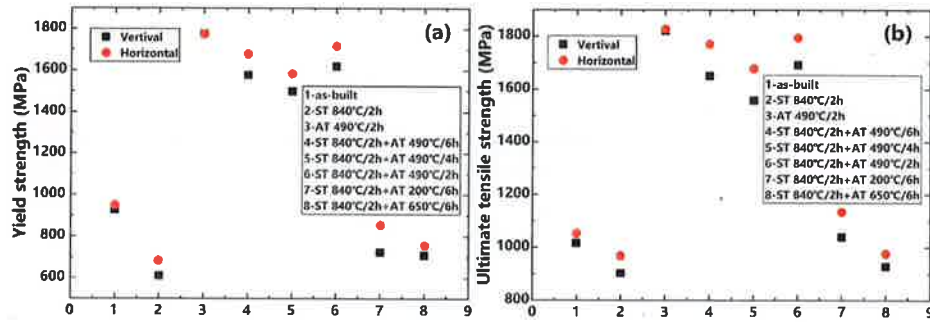 (a)
Vertival
Horizontal
Yield strength (MPa)
1800
1600
1400
1200
1000
800
600
0 1 2 3 4 5 6 7 8 9
1-as-built
2-ST 840℃/2h
3-AT 490℃/2h
4-ST 840℃/2h+AT 490℃/6h
5-ST 840℃/2h+AT 490℃/4h
6-ST 840℃/2h+AT 490℃/2h
7-ST 840℃/2h+AT 200℃/6h
8-ST 840℃/2h+AT 650℃/6h
(b)
Vertival
Horizontal
Ultimate tensile strength (MPa)
1800
1600
1400
1200
1000
800
0 1 2 3 4 5 6 7 8 9
1-as-built
2-ST 840℃/2h
3-AT 490℃/2h
4-ST 840℃/2h+AT 490℃/6h
5-ST 840℃/2h+AT 490℃/4h
6-ST 840℃/2h+AT 490℃/2h
7-ST 840℃/2h+AT 200℃/6h
8-ST 840℃/2h+AT 650℃/6h